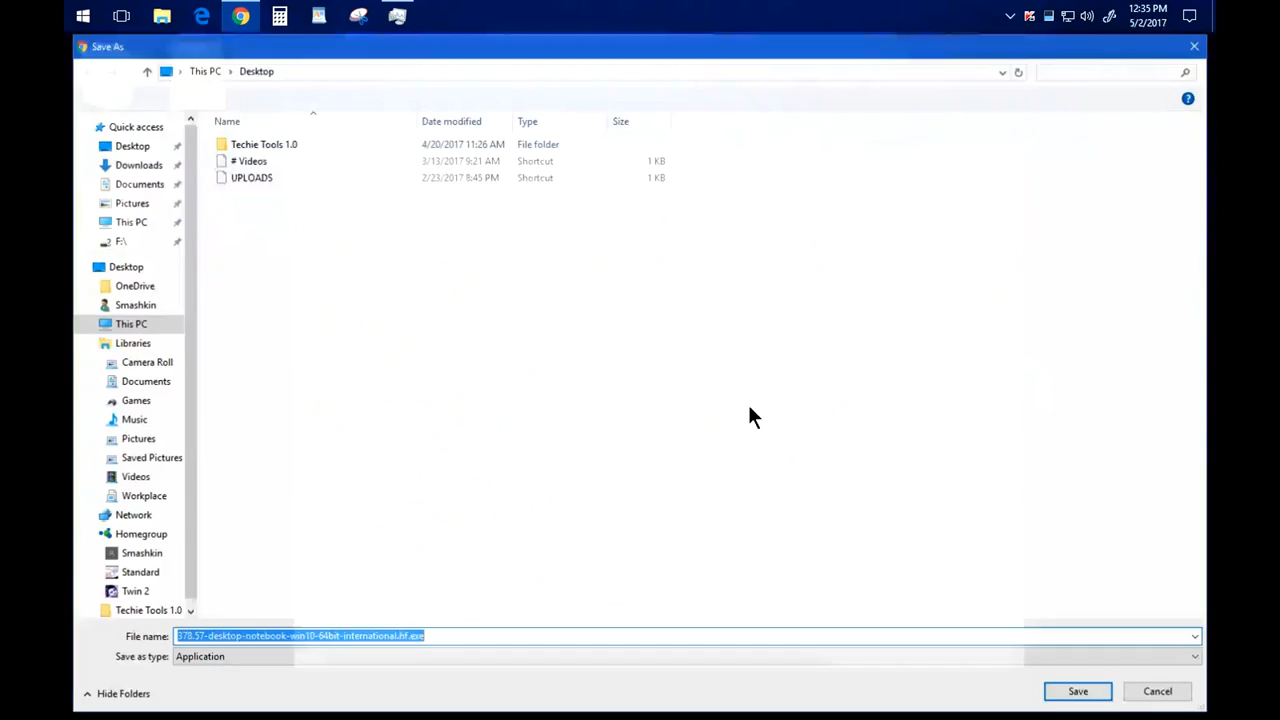 12:35 PM
5/2/2017
Save As
This PC > Desktop
Name Date modified Type Size
Quick access
Desktop
Downloads
Documents
Pictures
This PC
F:\
Desktop
OneDrive
Smashkin
This PC
Libraries
Camera Roll
Documents
Games
Music
Pictures
Saved Pictures
Videos
Workplace
Network
Homegroup
Smashkin
Standard
Twin 2
Techie Tools 1.0
Techie Tools 1.0 4/20/2017 11:26 AM File folder
# Videos 3/13/2017 9:21 AM Shortcut 1 KB
UPLOADS 2/23/2017 8:45 PM Shortcut 1 KB
File name: 378.57-desktop-notebook-win10-64bit-international.hf.exe
Save as type: Application
Hide Folders
Save Cancel